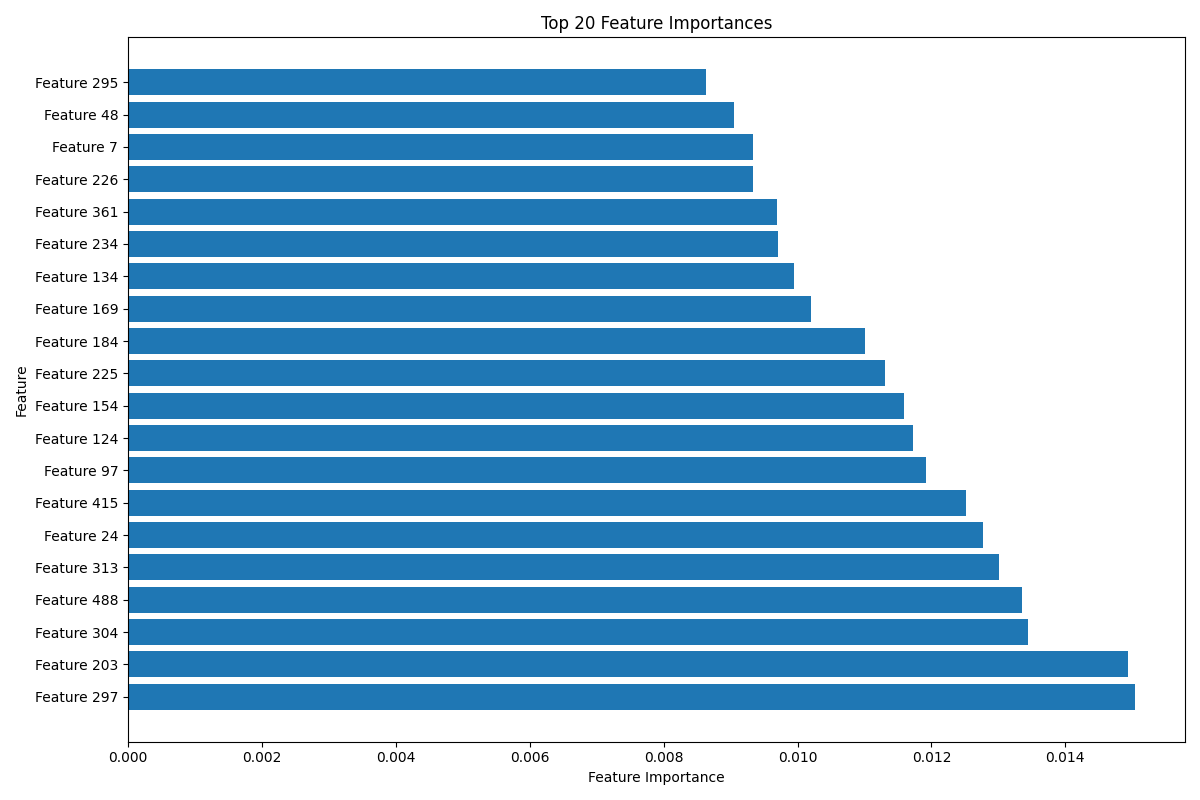 Top 20 Feature Importances
Feature
Feature 295
Feature 48
Feature 7
Feature 226
Feature 361
Feature 234
Feature 134
Feature 169
Feature 184
Feature 225
Feature 154
Feature 124
Feature 97
Feature 415
Feature 24
Feature 313
Feature 488
Feature 304
Feature 203
Feature 297
0.000 0.002 0.004 0.006 0.008 0.010 0.012 0.014
Feature Importance